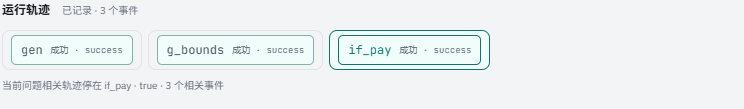 运行轨迹 已记录 · 3 个事件
gen 成功 · success g_bounds 成功 · success if_pay 成功 · success
当前问题相关轨迹停在 if_pay · true · 3 个相关事件